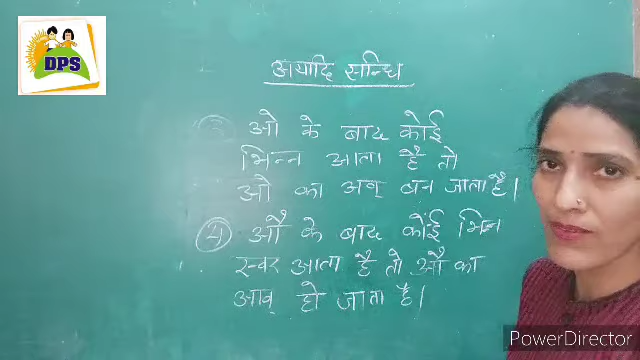 DPS
अयादि सन्धि
ओ के बाद कोई
भिन्न आता है तो
ओ का अव् बन जाता है।
4 औ के बाद कोई भिन्न
स्वर आता है तो औ का
आव् हो जाता है।
PowerDirector